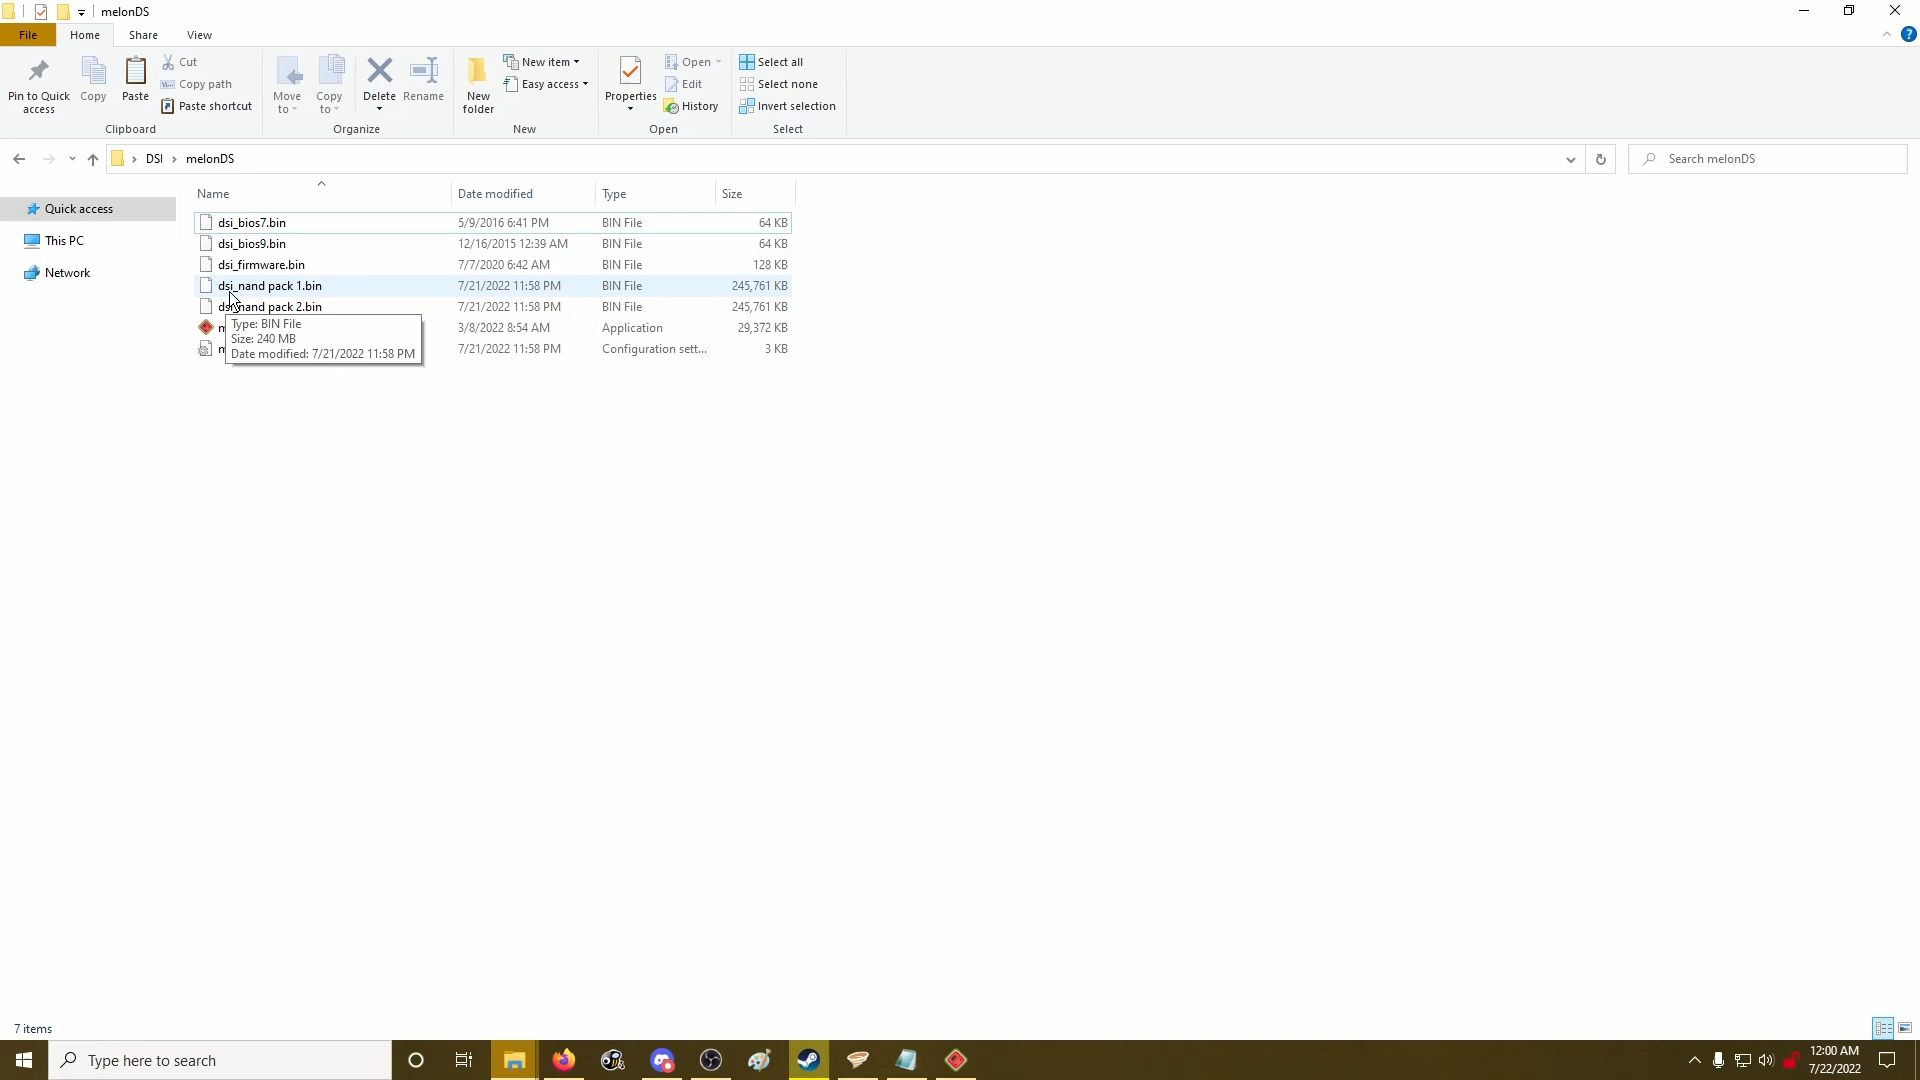 melonDS
File
Home
Share
View
Pin to Quick access
Copy
Paste
Cut
Copy path
Paste shortcut
Clipboard
Move to
Copy to
Delete
Rename
Organize
New folder
New item
Easy access
New
Properties
Open
Edit
History
Open
Select all
Select none
Invert selection
Select
DSI
melonDS
Search melonDS
Quick access
This PC
Network
Name Date modified Type Size
dsi_bios7.bin 5/9/2016 6:41 PM BIN File 64 KB
dsi_bios9.bin 12/16/2015 12:39 AM BIN File 64 KB
dsi_firmware.bin 7/7/2020 6:42 AM BIN File 128 KB
dsi_nand pack 1.bin 7/21/2022 11:58 PM BIN File 245,761 KB
dsi_nand pack 2.bin 7/21/2022 11:58 PM BIN File 245,761 KB
3/8/2022 8:54 AM Application 29,372 KB
7/21/2022 11:58 PM Configuration sett... 3 KB
Type: BIN File
Size: 240 MB
Date modified: 7/21/2022 11:58 PM
7 items
Type here to search
12:00 AM
7/22/2022